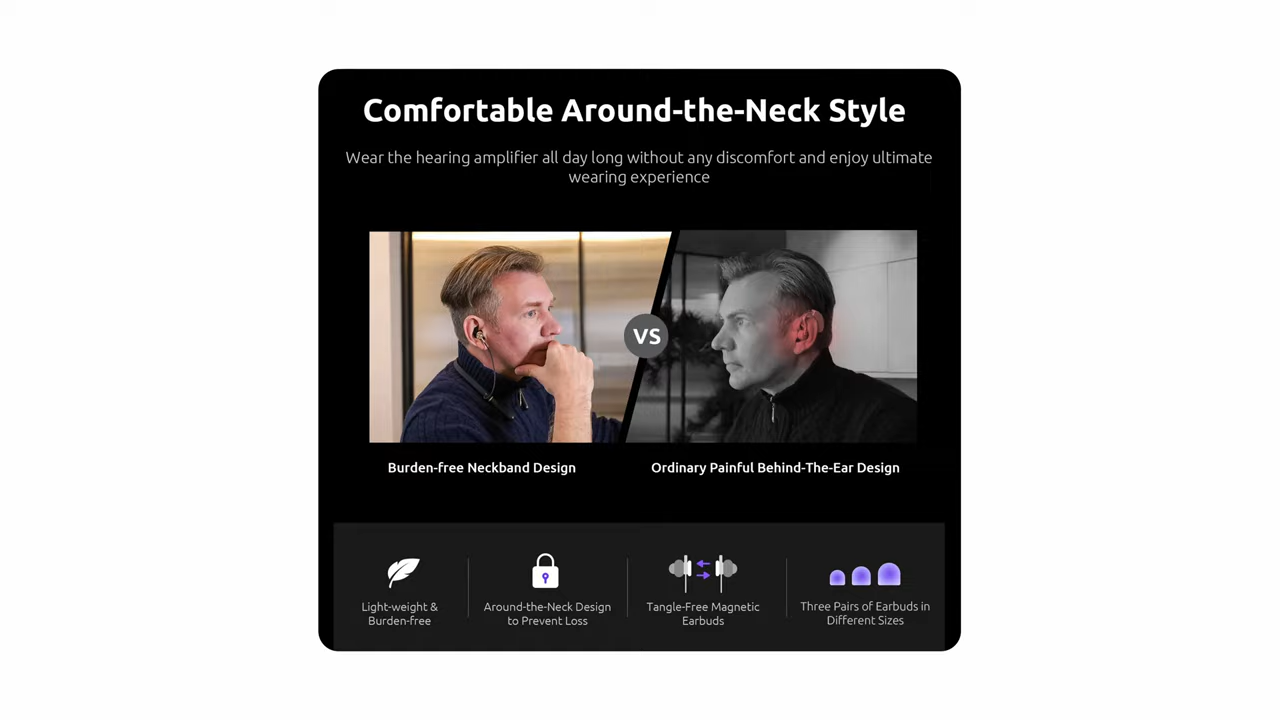 Comfortable Around-the-Neck Style
Wear the hearing amplifier all day long without any discomfort and enjoy ultimate
wearing experience
VS
Burden-free Neckband Design
Ordinary Painful Behind-The-Ear Design
Light-weight &
Burden-free
Around-the-Neck Design
to Prevent Loss
Tangle-Free Magnetic
Earbuds
Three Pairs of Earbuds in
Different Sizes